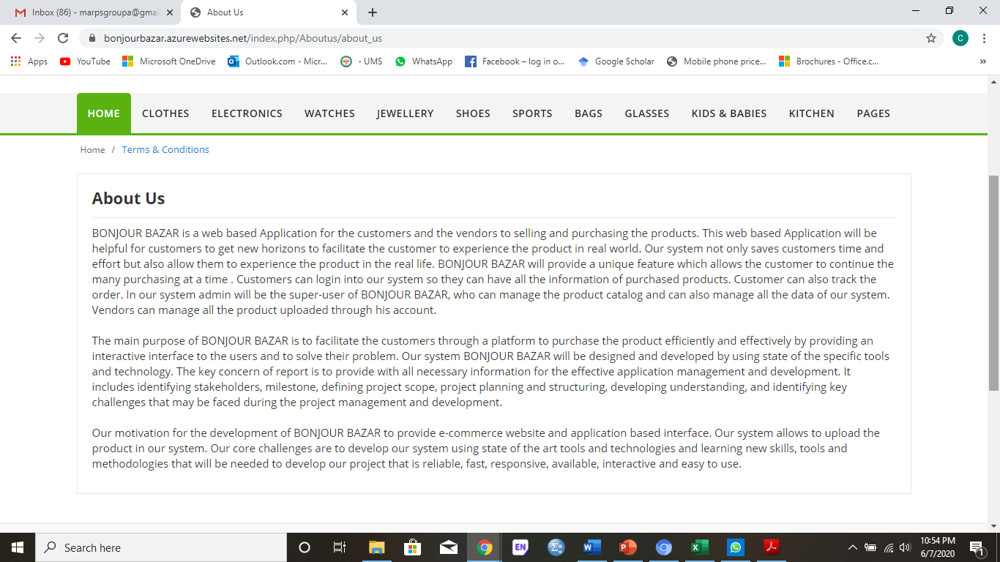 Inbox (86) - marpsgroupa@gmai
About Us
bonjourbazar.azurewebsites.net/index.php/Aboutus/about_us
C
Apps
YouTube
Microsoft OneDrive
Outlook.com - Micr...
- UMS
WhatsApp
Facebook – log in o...
Google Scholar
Mobile phone price...
Brochures - Office.c...
»
HOME
CLOTHES
ELECTRONICS
WATCHES
JEWELLERY
SHOES
SPORTS
BAGS
GLASSES
KIDS & BABIES
KITCHEN
PAGES
Home / Terms & Conditions
About Us
BONJOUR BAZAR is a web based Application for the customers and the vendors to selling and purchasing the products. This web based Application will be
helpful for customers to get new horizons to facilitate the customer to experience the product in real world. Our system not only saves customers time and
effort but also allow them to experience the product in the real life. BONJOUR BAZAR will provide a unique feature which allows the customer to continue the
many purchasing at a time . Customers can login into our system so they can have all the information of purchased products. Customer can also track the
order. In our system admin will be the super-user of BONJOUR BAZAR, who can manage the product catalog and can also manage all the data of our system.
Vendors can manage all the product uploaded through his account.
The main purpose of BONJOUR BAZAR is to facilitate the customers through a platform to purchase the product efficiently and effectively by providing an
interactive interface to the users and to solve their problem. Our system BONJOUR BAZAR will be designed and developed by using state of the specific tools
and technology. The key concern of report is to provide with all necessary information for the effective application management and development. It
includes identifying stakeholders, milestone, defining project scope, project planning and structuring, developing understanding, and identifying key
challenges that may be faced during the project management and development.
Our motivation for the development of BONJOUR BAZAR to provide e-commerce website and application based interface. Our system allows to upload the
product in our system. Our core challenges are to develop our system using state of the art tools and technologies and learning new skills, tools and
methodologies that will be needed to develop our project that is reliable, fast, responsive, available, interactive and easy to use.
Search here
EN
10:54 PM
6/7/2020
1